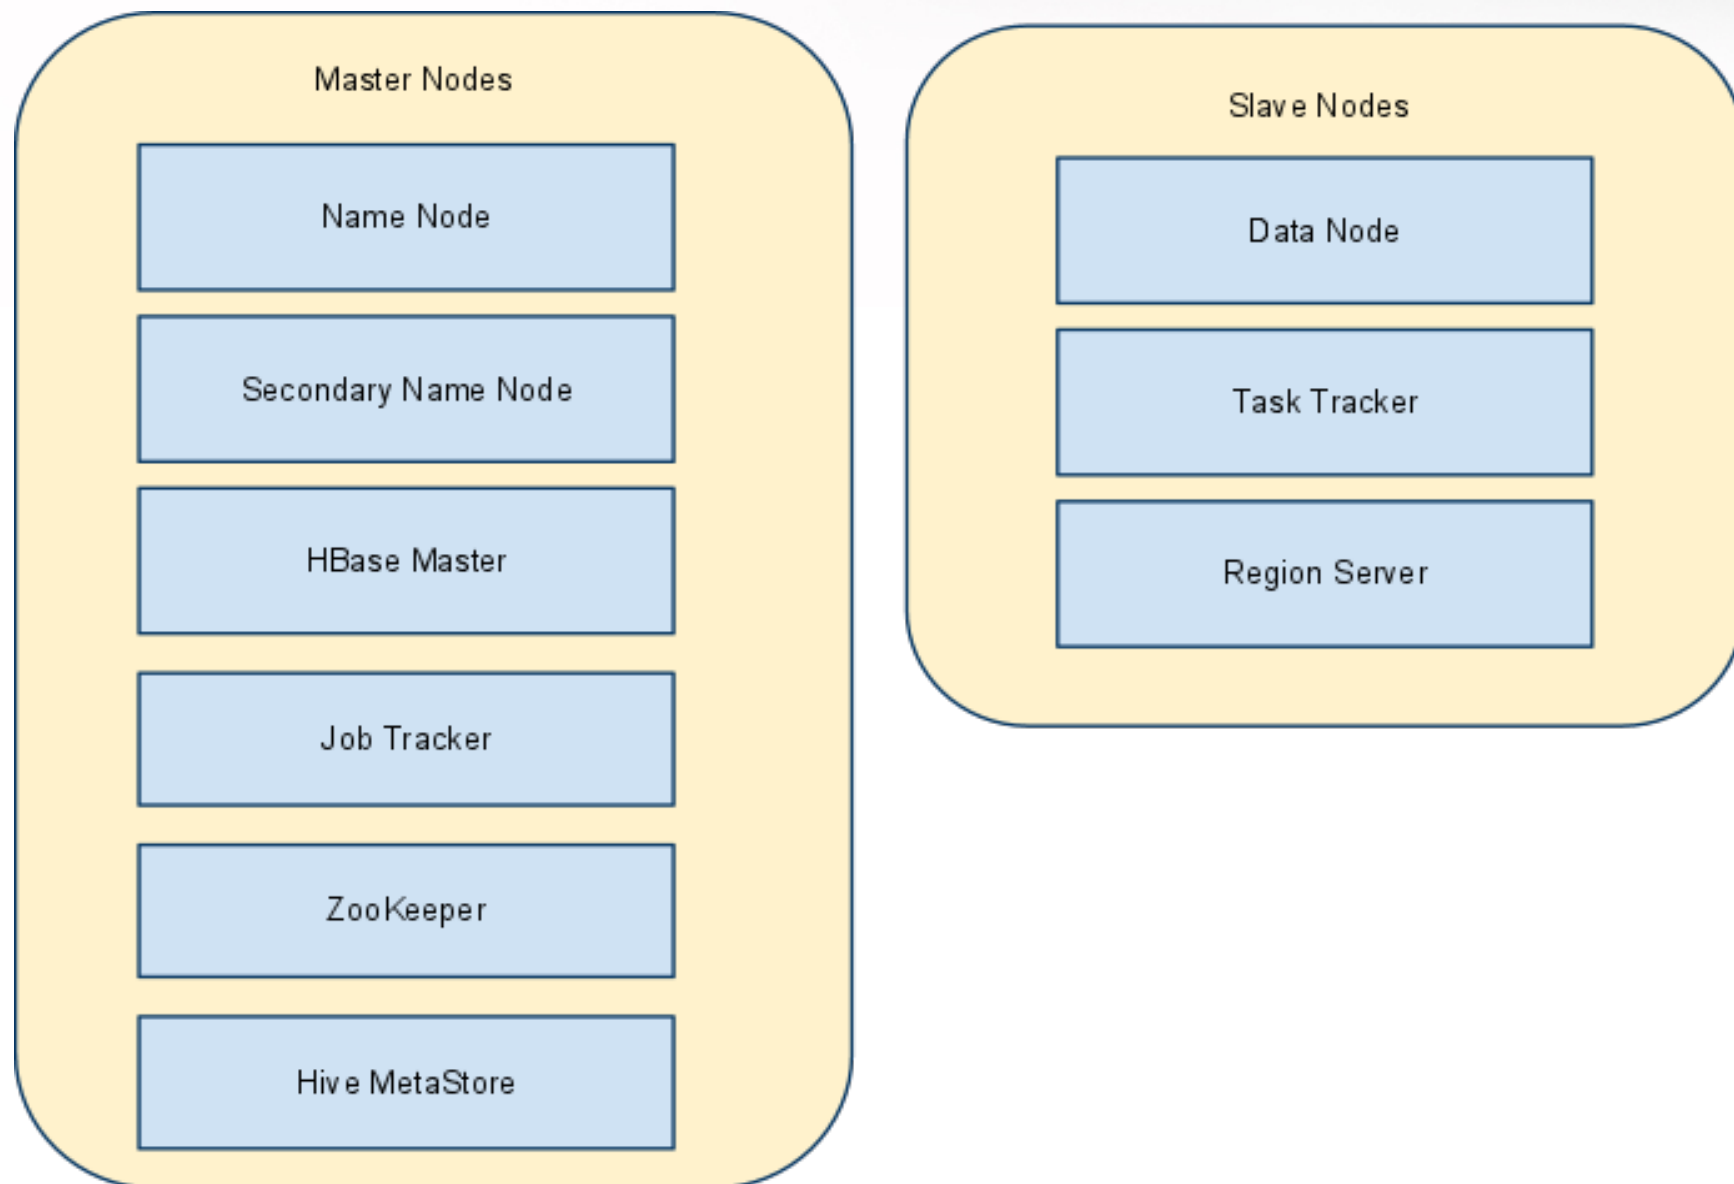 Master Nodes
Name Node
Secondary Name Node
HBase Master
Job Tracker
ZooKeeper
Hive MetaStore
Slave Nodes
Data Node
Task Tracker
Region Server